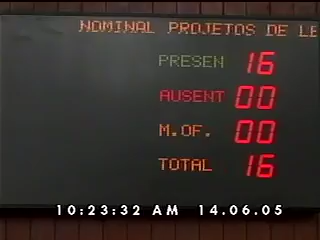 NOMINAL PROJETOS DE LE
PRESEN 16
AUSENT 00
M.OF. 00
TOTAL 16
10:23:32 AM 14.06.05